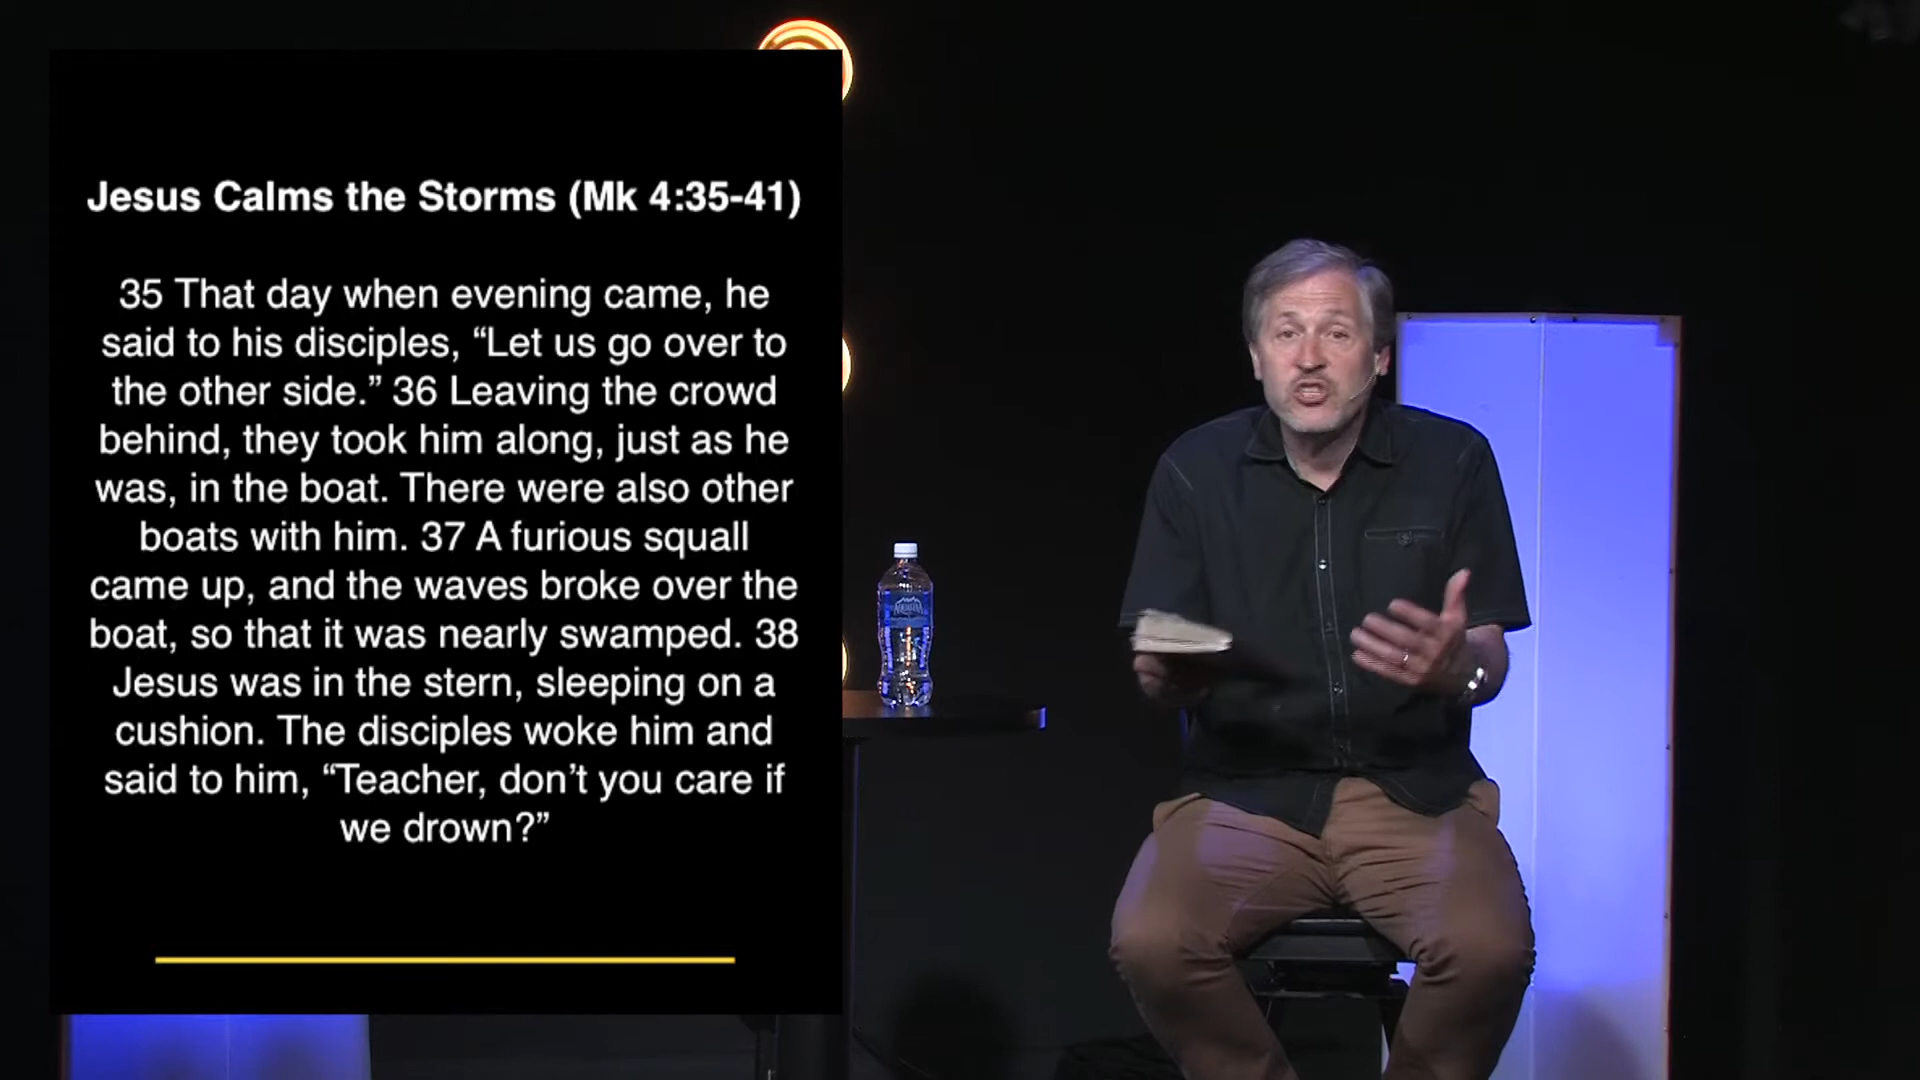 Jesus Calms the Storms (Mk 4:35-41)
35 That day when evening came, he
said to his disciples, “Let us go over to
the other side.” 36 Leaving the crowd
behind, they took him along, just as he
was, in the boat. There were also other
boats with him. 37 A furious squall
came up, and the waves broke over the
boat, so that it was nearly swamped. 38
Jesus was in the stern, sleeping on a
cushion. The disciples woke him and
said to him, “Teacher, don’t you care if
we drown?”